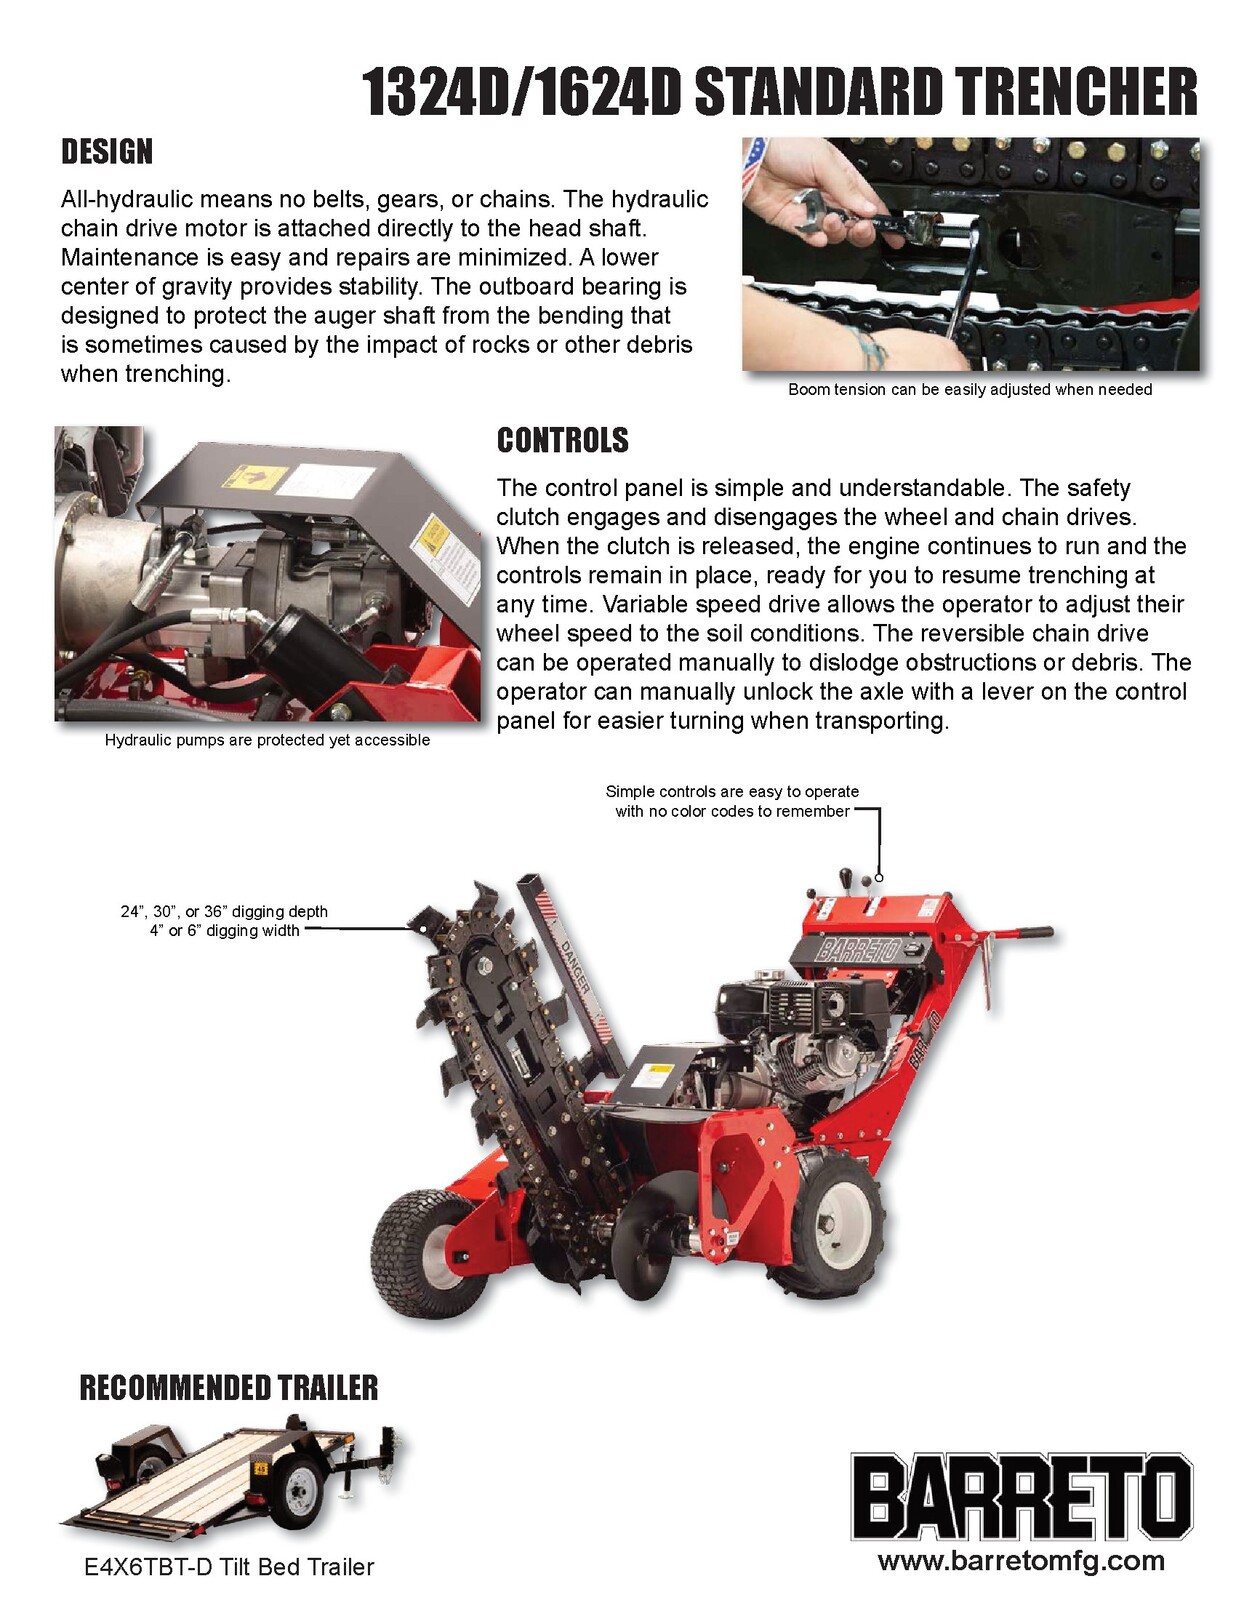 1324D/1624D STANDARD TRENCHER
DESIGN
All-hydraulic means no belts, gears, or chains. The hydraulic
chain drive motor is attached directly to the head shaft.
Maintenance is easy and repairs are minimized. A lower
center of gravity provides stability. The outboard bearing is
designed to protect the auger shaft from the bending that
is sometimes caused by the impact of rocks or other debris
when trenching.
Boom tension can be easily adjusted when needed
CONTROLS
The control panel is simple and understandable. The safety
clutch engages and disengages the wheel and chain drives.
When the clutch is released, the engine continues to run and the
controls remain in place, ready for you to resume trenching at
any time. Variable speed drive allows the operator to adjust their
wheel speed to the soil conditions. The reversible chain drive
can be operated manually to dislodge obstructions or debris. The
operator can manually unlock the axle with a lever on the control
panel for easier turning when transporting.
Hydraulic pumps are protected yet accessible
Simple controls are easy to operate
with no color codes to remember
24”, 30”, or 36” digging depth
4” or 6” digging width
DANGER
BARRETO
BARRETO
RECOMMENDED TRAILER
E4X6TBT-D Tilt Bed Trailer
BARRETO
www.barretomfg.com